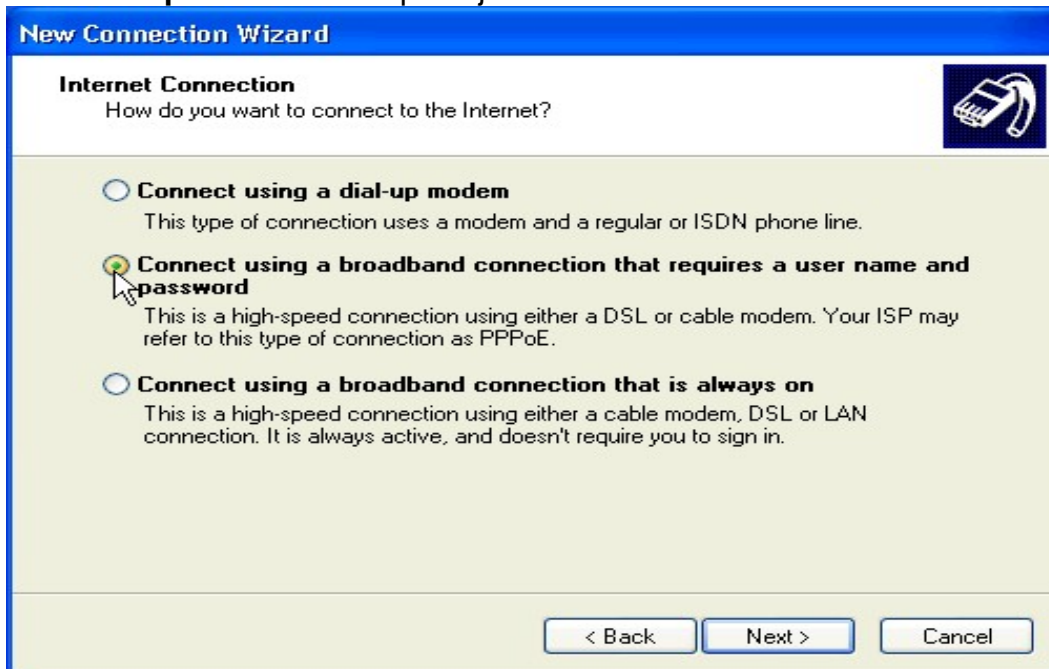 New Connection Wizard
Internet Connection
How do you want to connect to the Internet?
Connect using a dial-up modem
This type of connection uses a modem and a regular or ISDN phone line.
Connect using a broadband connection that requires a user name and
password
This is a high-speed connection using either a DSL or cable modem. Your ISP may
refer to this type of connection as PPPoE.
Connect using a broadband connection that is always on
This is a high-speed connection using either a cable modem, DSL or LAN
connection. It is always active, and doesn't require you to sign in.
< Back
Next >
Cancel